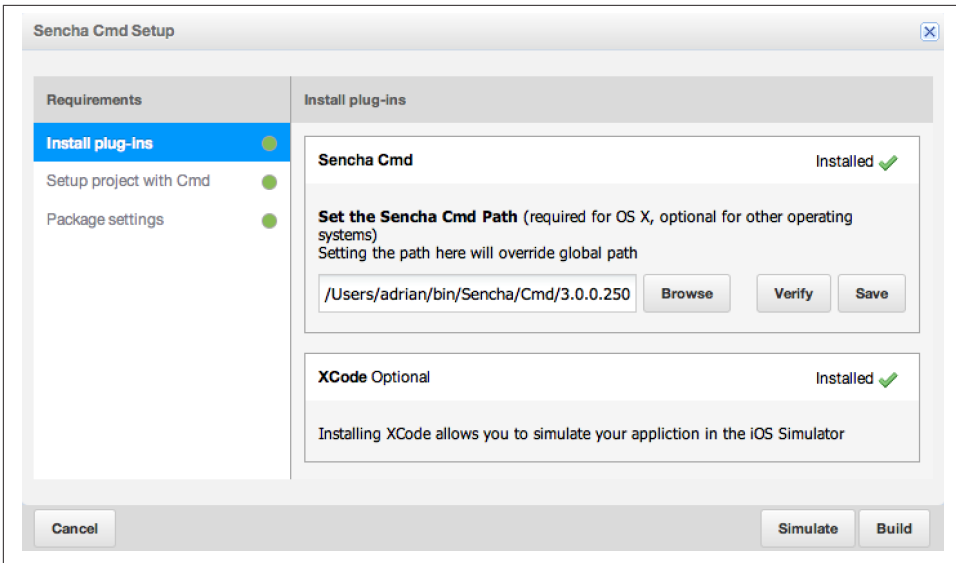 Sencha Cmd Setup
Requirements
Install plug-ins
Setup project with Cmd
Package settings
Install plug-ins
Sencha Cmd
Installed
Set the Sencha Cmd Path (required for OS X, optional for other operating
systems)
Setting the path here will override global path
/Users/adrian/bin/Sencha/Cmd/3.0.0.250
Browse
Verify
Save
XCode Optional
Installed
Installing XCode allows you to simulate your appliction in the iOS Simulator
Cancel
Simulate
Build